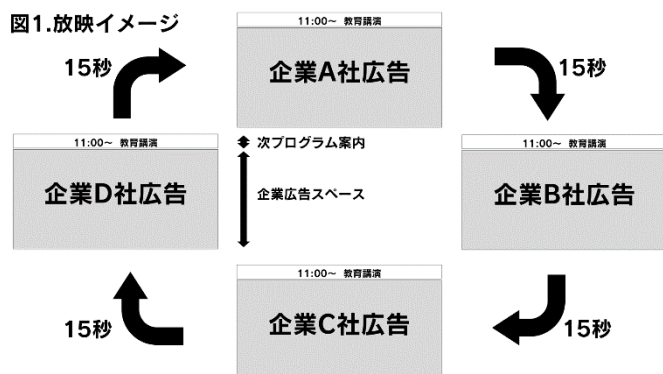 図1.放映イメージ
11:00～ 教育講演
企業A社広告
15秒
15秒
11:00～ 教育講演
企業D社広告
次プログラム案内
企業広告スペース
11:00～ 教育講演
企業B社広告
11:00～ 教育講演
企業C社広告
15秒
15秒